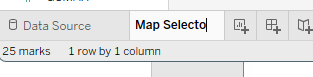 Data Source
Map Selecto
25 marks 1 row by 1 column